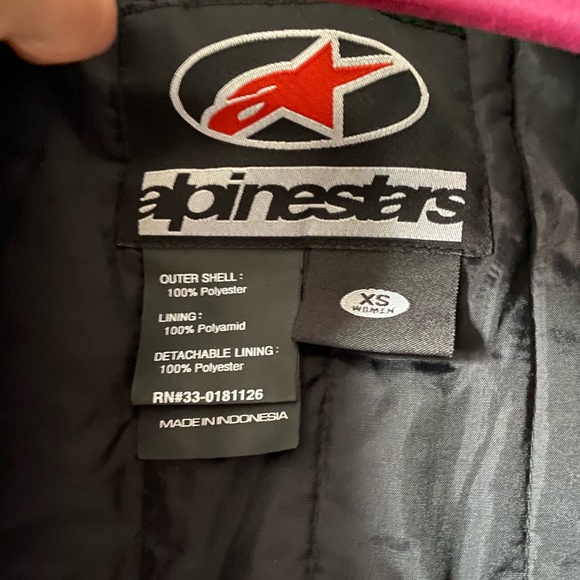 alpinestars
XS
WOMEN
OUTER SHELL :
100% Polyester
LINING :
100% Polyamid
DETACHABLE LINING :
100% Polyester
RN#33-0181126
MADE IN INDONESIA